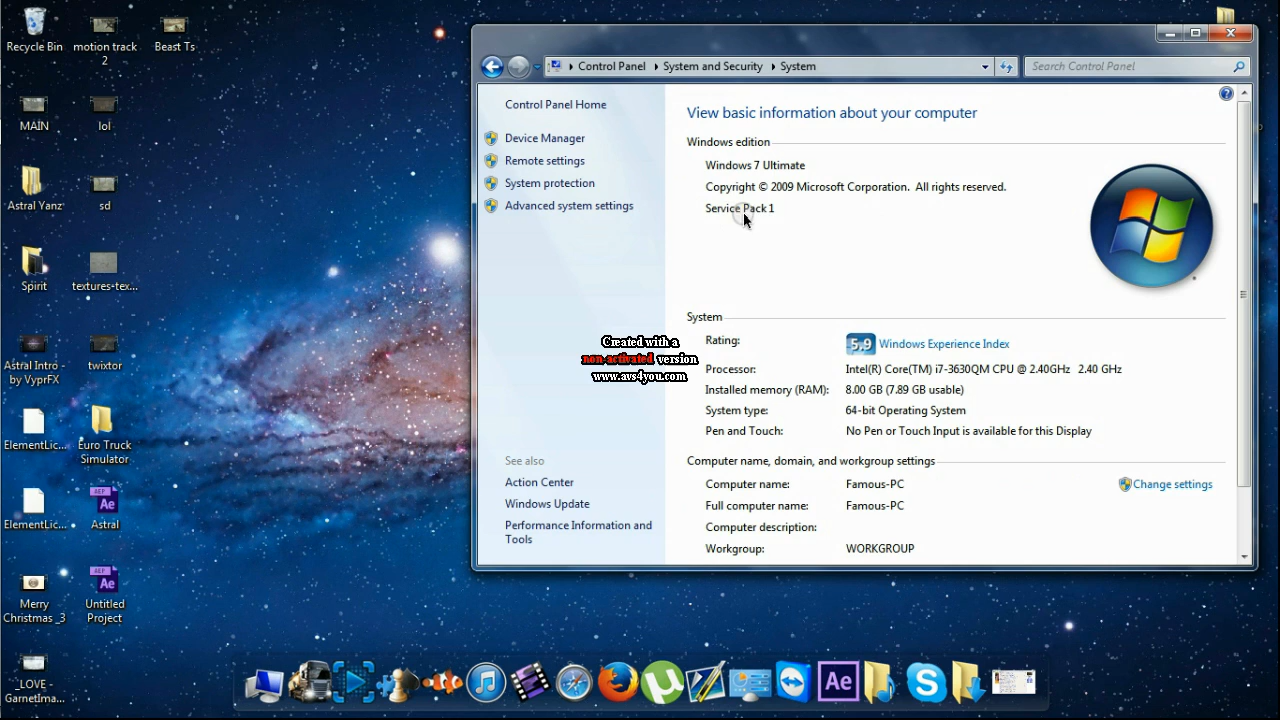 Recycle Bin
motion track
2
Beast Ts
MAIN
lol
Astral Yanz
sd
Spirit
textures-tex...
Astral Intro -
by VyprFX
twixtor
ElementLic...
Euro Truck
Simulator
ElementLic...
AEP
Ae
Astral
Merry
Christmas _3
AEP
Ae
Untitled
Project
_LOVE -
GarnetIma...
Control Panel
System and Security
System
Search Control Panel
Control Panel Home
Device Manager
Remote settings
System protection
Advanced system settings
See also
Action Center
Windows Update
Performance Information and
Tools
View basic information about your computer
Windows edition
Windows 7 Ultimate
Copyright © 2009 Microsoft Corporation. All rights reserved.
Service Pack 1
System
Rating:
5.9
Windows Experience Index
Processor:
Intel(R) Core(TM) i7-3630QM CPU @ 2.40GHz 2.40 GHz
Installed memory (RAM):
8.00 GB (7.89 GB usable)
System type:
64-bit Operating System
Pen and Touch:
No Pen or Touch Input is available for this Display
Computer name, domain, and workgroup settings
Computer name:
Famous-PC
Change settings
Full computer name:
Famous-PC
Computer description:
Workgroup:
WORKGROUP
Created with a
non-activated version
www.avs4you.com
Ae